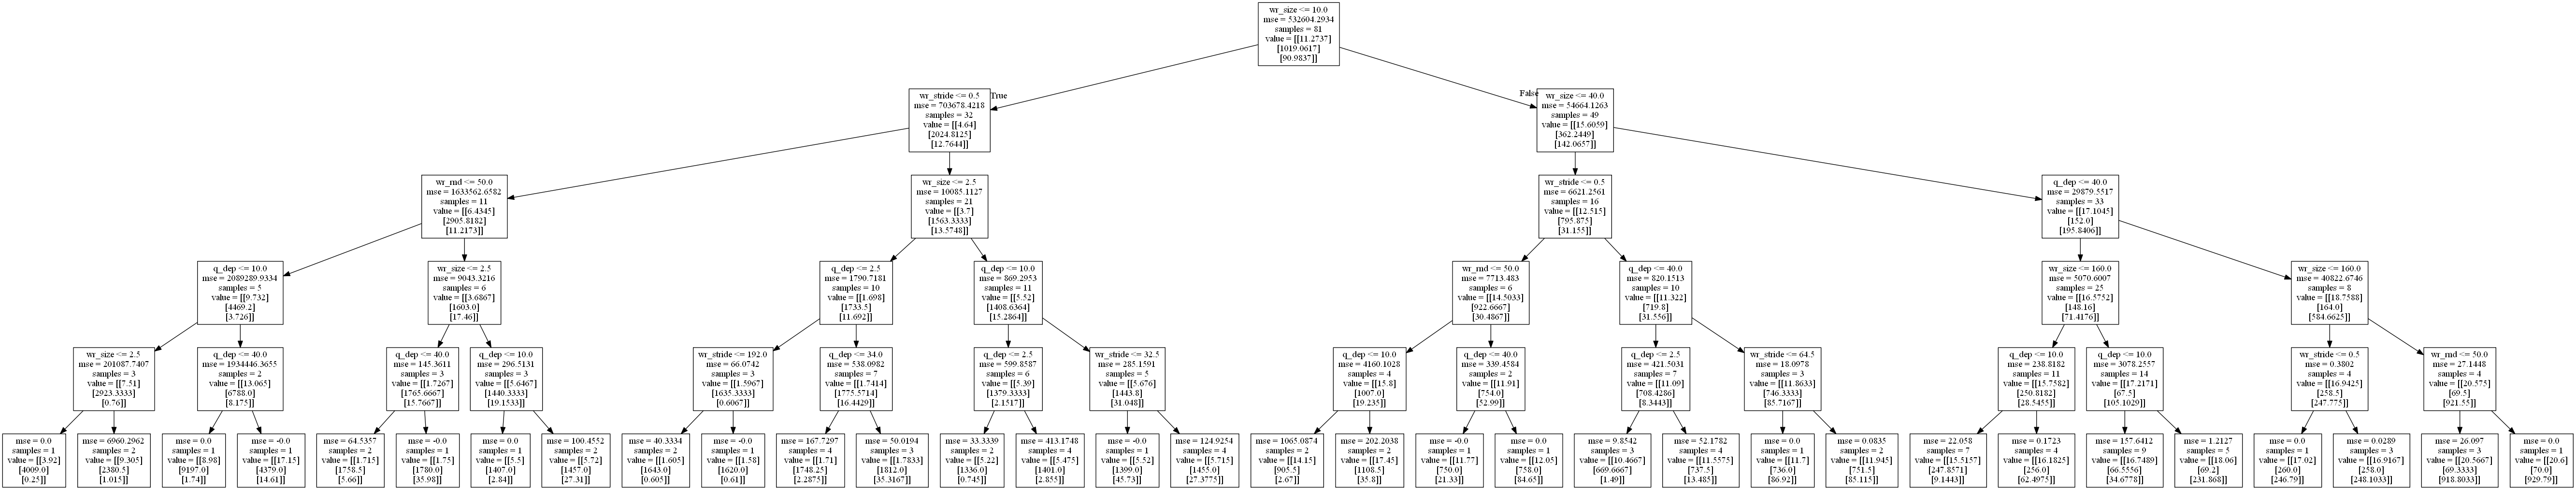 wr_size <= 10.0
mse = 532604.2934
samples = 81
value = [[11.2737]
[1019.0617]
[90.9837]]
True
False
wr_stride <= 0.5
mse = 703678.4218
samples = 32
value = [[4.64]
[2024.8125]
[12.7644]]
wr_size <= 40.0
mse = 54664.1263
samples = 49
value = [[15.6059]
[362.2449]
[142.0657]]
wr_rnd <= 50.0
mse = 1633562.6582
samples = 11
value = [[6.4345]
[2905.8182]
[11.2173]]
wr_size <= 2.5
mse = 10085.1127
samples = 21
value = [[3.7]
[1563.3333]
[13.5748]]
wr_stride <= 0.5
mse = 6621.2561
samples = 16
value = [[12.515]
[795.875]
[31.155]]
q_dep <= 40.0
mse = 29879.5517
samples = 33
value = [[17.1045]
[152.0]
[195.8406]]
q_dep <= 10.0
mse = 2089289.9334
samples = 5
value = [[9.732]
[4469.2]
[3.726]]
wr_size <= 2.5
mse = 9043.3216
samples = 6
value = [[3.6867]
[1603.0]
[17.46]]
q_dep <= 2.5
mse = 1790.7181
samples = 10
value = [[1.698]
[1733.5]
[11.692]]
q_dep <= 10.0
mse = 869.2953
samples = 11
value = [[5.52]
[1408.6364]
[15.2864]]
wr_rnd <= 50.0
mse = 7713.483
samples = 6
value = [[14.5033]
[922.6667]
[30.4867]]
q_dep <= 40.0
mse = 820.1513
samples = 10
value = [[11.322]
[719.8]
[31.556]]
wr_size <= 160.0
mse = 5070.6007
samples = 25
value = [[16.5752]
[148.16]
[71.4176]]
wr_size <= 160.0
mse = 40822.6746
samples = 8
value = [[18.7588]
[164.0]
[584.6625]]
wr_size <= 2.5
mse = 201087.7407
samples = 3
value = [[7.51]
[2923.3333]
[0.76]]
q_dep <= 40.0
mse = 1934446.3655
samples = 2
value = [[13.065]
[6788.0]
[8.175]]
q_dep <= 40.0
mse = 145.3611
samples = 3
value = [[1.7267]
[1765.6667]
[15.7667]]
q_dep <= 10.0
mse = 296.5131
samples = 3
value = [[5.6467]
[1440.3333]
[19.1533]]
wr_stride <= 192.0
mse = 66.0742
samples = 3
value = [[1.5967]
[1635.3333]
[0.6067]]
q_dep <= 34.0
mse = 538.0982
samples = 7
value = [[1.7414]
[1775.5714]
[16.4429]]
q_dep <= 2.5
mse = 599.8587
samples = 6
value = [[5.39]
[1379.3333]
[2.1517]]
wr_stride <= 32.5
mse = 285.1591
samples = 5
value = [[5.676]
[1443.8]
[31.048]]
q_dep <= 10.0
mse = 4160.1028
samples = 4
value = [[15.8]
[1007.0]
[19.235]]
q_dep <= 40.0
mse = 339.4584
samples = 2
value = [[11.91]
[754.0]
[52.99]]
q_dep <= 2.5
mse = 421.5031
samples = 7
value = [[11.09]
[708.4286]
[8.3443]]
wr_stride <= 64.5
mse = 18.0978
samples = 3
value = [[11.8633]
[746.3333]
[85.7167]]
q_dep <= 10.0
mse = 238.8182
samples = 11
value = [[15.7582]
[250.8182]
[28.5455]]
q_dep <= 10.0
mse = 3078.2557
samples = 14
value = [[17.2171]
[67.5]
[105.1029]]
wr_stride <= 0.5
mse = 0.3802
samples = 4
value = [[16.9425]
[258.5]
[247.775]]
wr_rnd <= 50.0
mse = 27.1448
samples = 4
value = [[20.575]
[69.5]
[921.55]]
mse = 0.0
samples = 1
value = [[3.92]
[4009.0]
[0.25]]
mse = 6960.2962
samples = 2
value = [[9.305]
[2380.5]
[1.015]]
mse = 0.0
samples = 1
value = [[8.98]
[9197.0]
[1.74]]
mse = -0.0
samples = 1
value = [[17.15]
[4379.0]
[14.61]]
mse = 64.5357
samples = 2
value = [[1.715]
[1758.5]
[5.66]]
mse = -0.0
samples = 1
value = [[1.75]
[1780.0]
[35.98]]
mse = 0.0
samples = 1
value = [[5.5]
[1407.0]
[2.84]]
mse = 100.4552
samples = 2
value = [[5.72]
[1457.0]
[27.31]]
mse = 40.3334
samples = 2
value = [[1.605]
[1643.0]
[0.605]]
mse = -0.0
samples = 1
value = [[1.58]
[1620.0]
[0.61]]
mse = 167.7297
samples = 4
value = [[1.71]
[1748.25]
[2.2875]]
mse = 50.0194
samples = 3
value = [[1.7833]
[1812.0]
[35.3167]]
mse = 33.3339
samples = 2
value = [[5.22]
[1336.0]
[0.745]]
mse = 413.1748
samples = 4
value = [[5.475]
[1401.0]
[2.855]]
mse = -0.0
samples = 1
value = [[5.52]
[1399.0]
[45.73]]
mse = 124.9254
samples = 4
value = [[5.715]
[1455.0]
[27.3775]]
mse = 1065.0874
samples = 2
value = [[14.15]
[905.5]
[2.67]]
mse = 202.2038
samples = 2
value = [[17.45]
[1108.5]
[35.8]]
mse = -0.0
samples = 1
value = [[11.77]
[750.0]
[21.33]]
mse = 0.0
samples = 1
value = [[12.05]
[758.0]
[84.65]]
mse = 9.8542
samples = 3
value = [[10.4667]
[669.6667]
[1.49]]
mse = 52.1782
samples = 4
value = [[11.5575]
[737.5]
[13.485]]
mse = 0.0
samples = 1
value = [[11.7]
[736.0]
[86.92]]
mse = 0.0835
samples = 2
value = [[11.945]
[751.5]
[85.115]]
mse = 22.058
samples = 7
value = [[15.5157]
[247.8571]
[9.1443]]
mse = 0.1723
samples = 4
value = [[16.1825]
[256.0]
[62.4975]]
mse = 157.6412
samples = 9
value = [[16.7489]
[66.5556]
[34.6778]]
mse = 1.2127
samples = 5
value = [[18.06]
[69.2]
[231.868]]
mse = 0.0
samples = 1
value = [[17.02]
[260.0]
[246.79]]
mse = 0.0289
samples = 3
value = [[16.9167]
[258.0]
[248.1033]]
mse = 26.097
samples = 3
value = [[20.5667]
[69.3333]
[918.8033]]
mse = 0.0
samples = 1
value = [[20.6]
[70.0]
[929.79]]